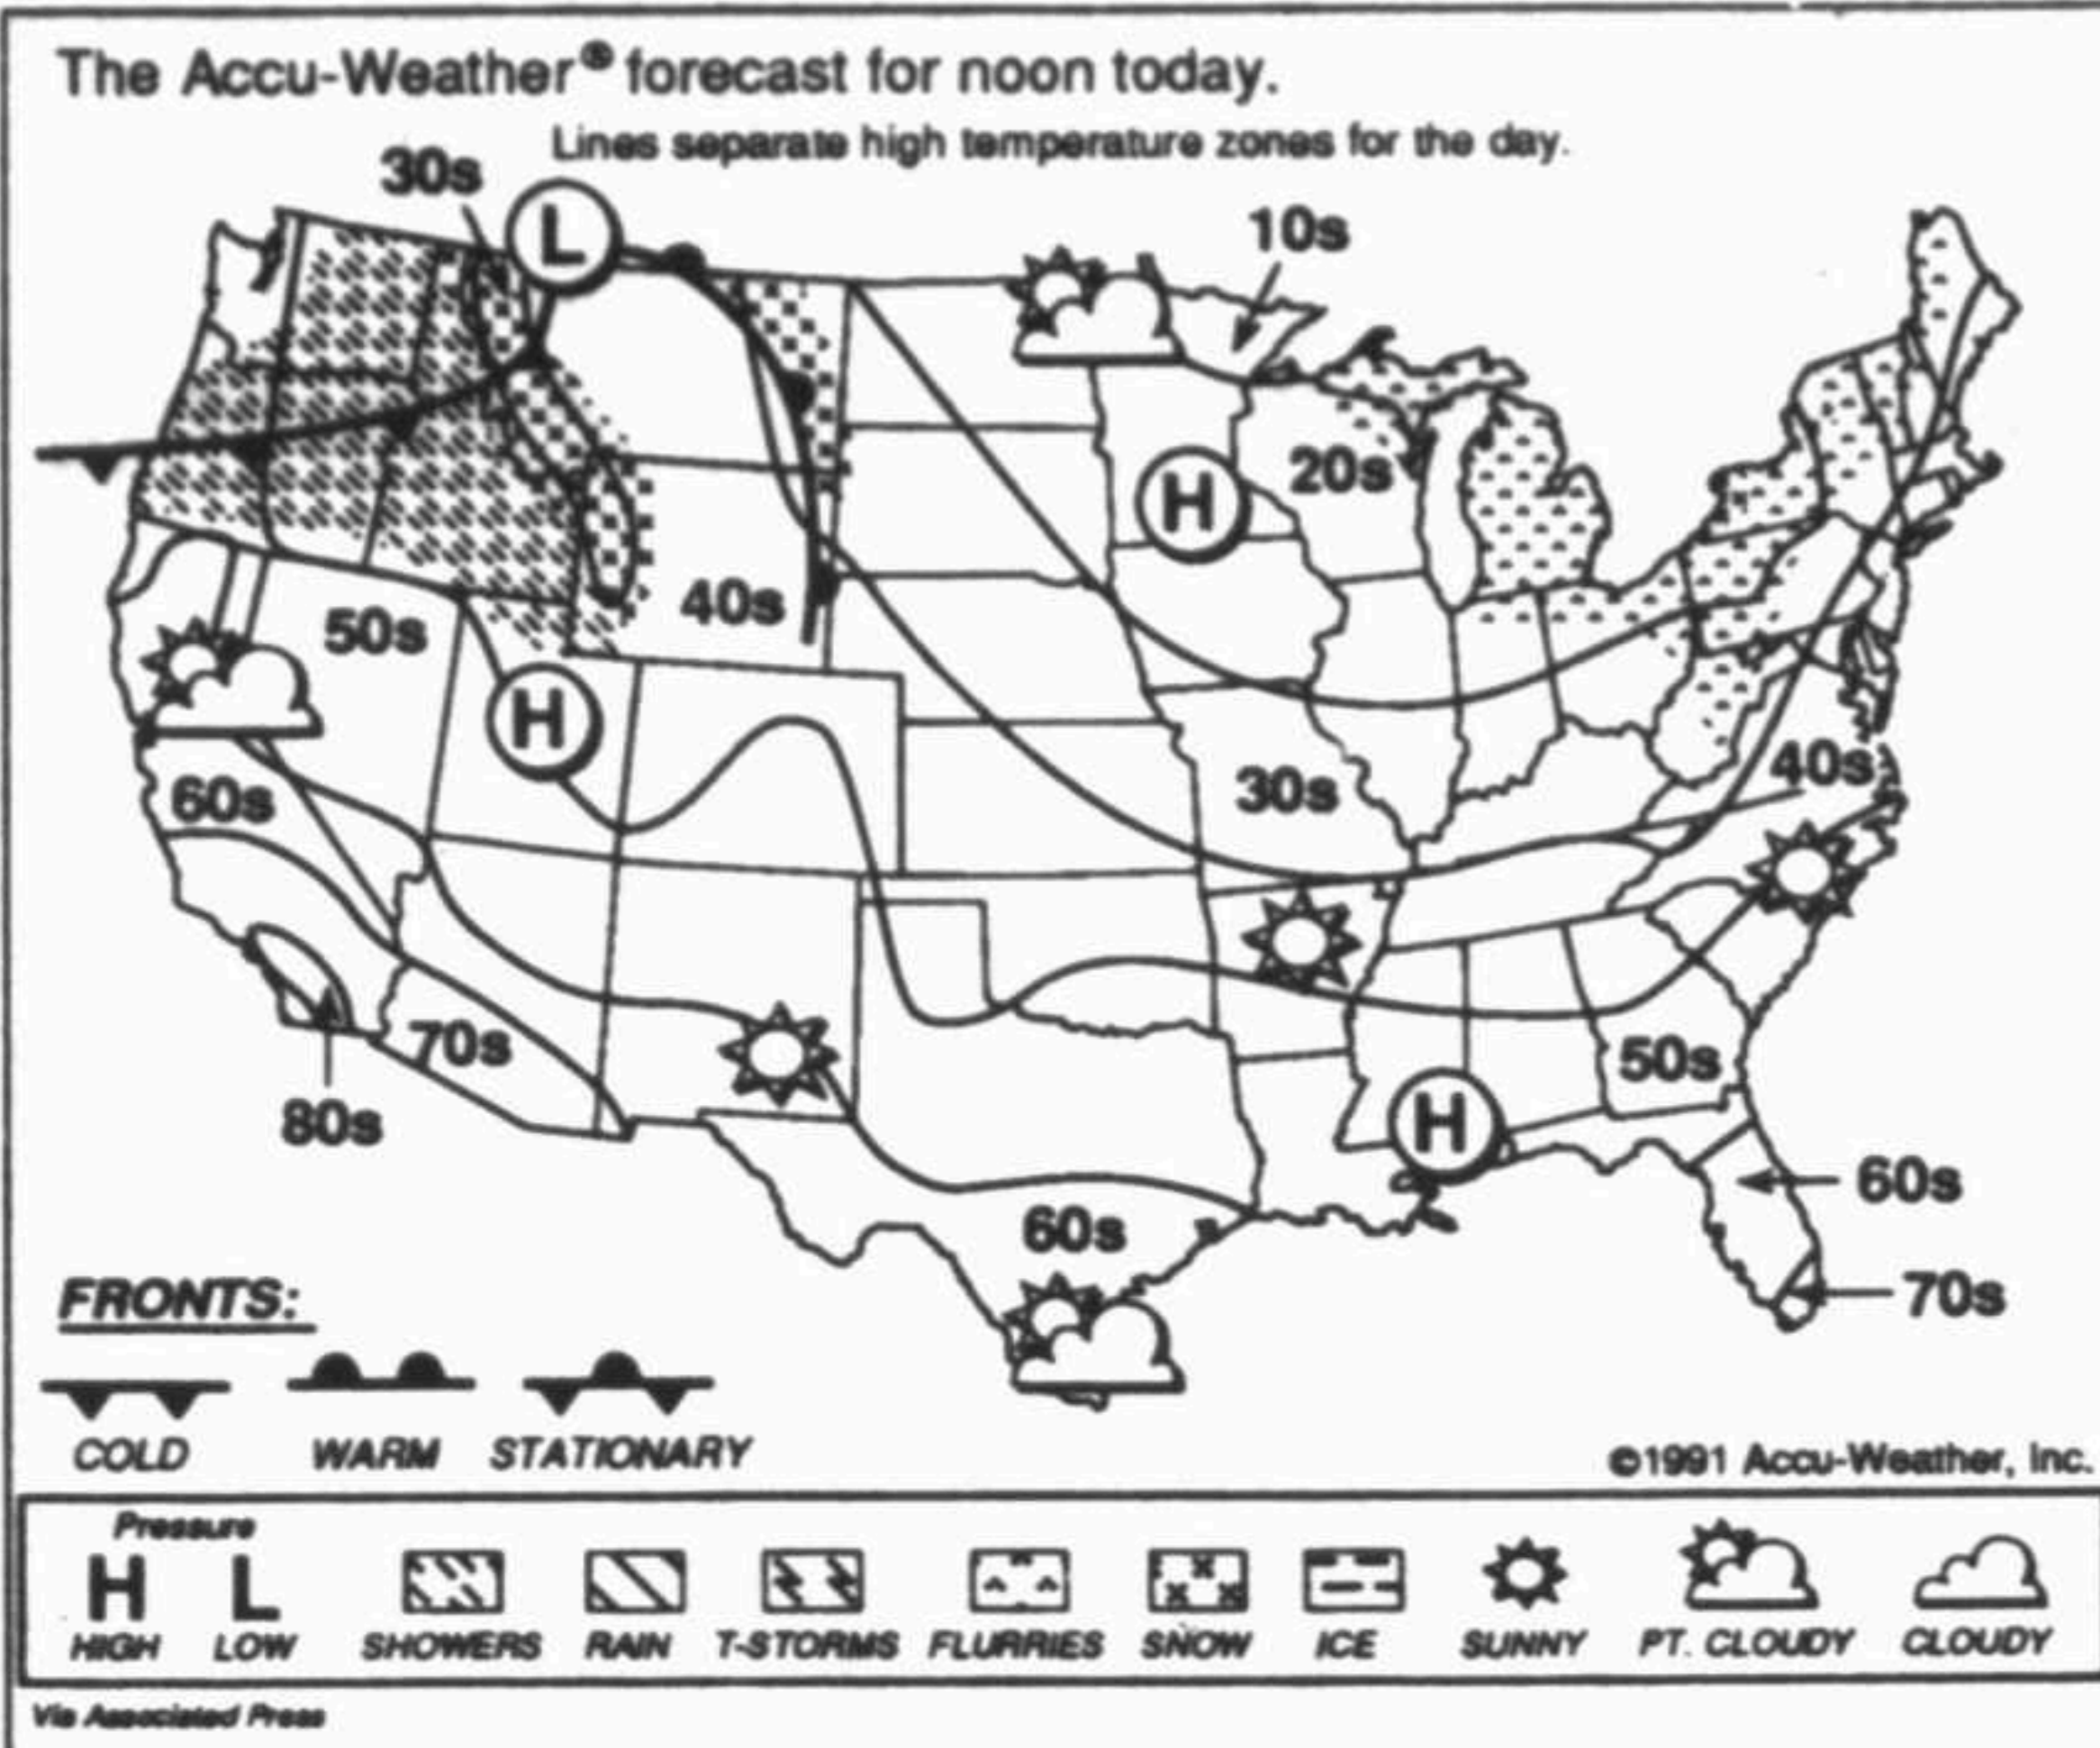 The Accu-Weather® forecast for noon today.
Lines separate high temperature zones for the day.
30s
L
10s
20s
H
40s
50s
H
40s
30s
60s
70s
50s
80s
H
60s
60s
70s
FRONTS:
COLD WARM STATIONARY
©1991 Accu-Weather, Inc.
Pressure
H L
HIGH LOW SHOWERS RAIN T-STORMS FLURRIES SNOW ICE SUNNY PT. CLOUDY CLOUDY
Via Associated Press